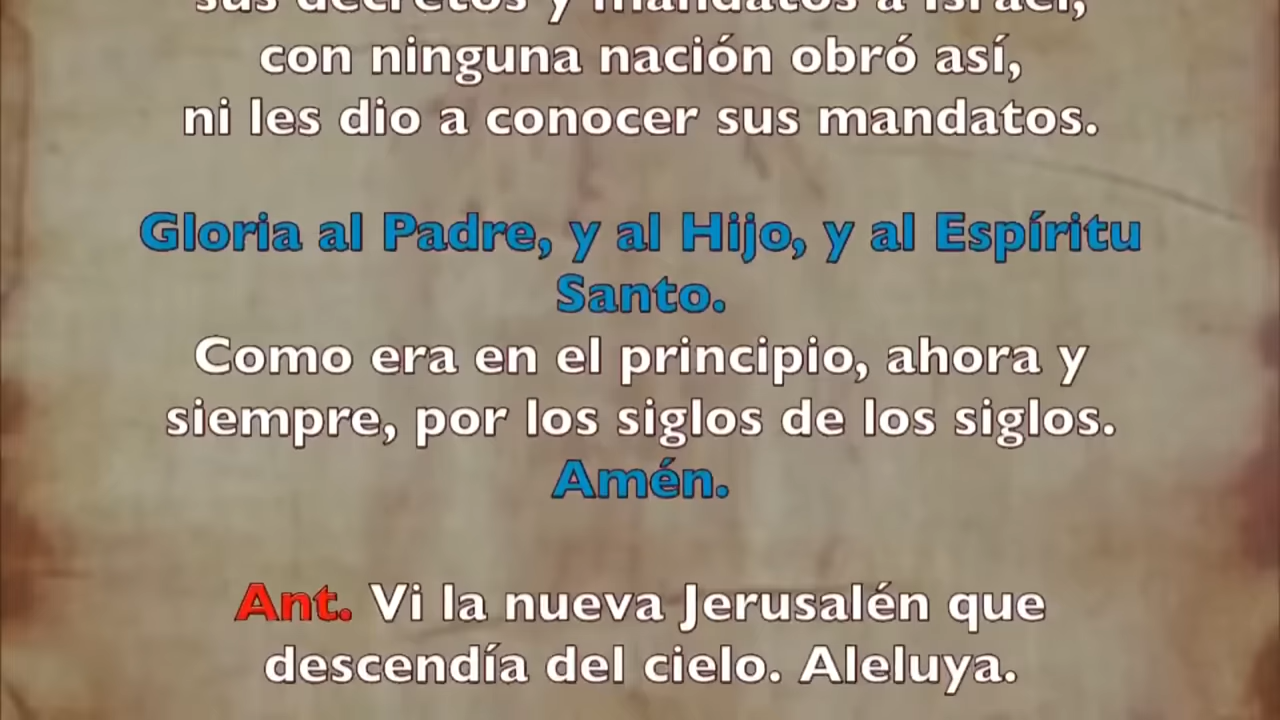 sus decretos y mandatos a Israel,
con ninguna nación obró así,
ni les dio a conocer sus mandatos.
Gloria al Padre, y al Hijo, y al Espíritu
Santo.
Como era en el principio, ahora y
siempre, por los siglos de los siglos.
Amén.
Ant. Vi la nueva Jerusalén que
descendía del cielo. Aleluya.